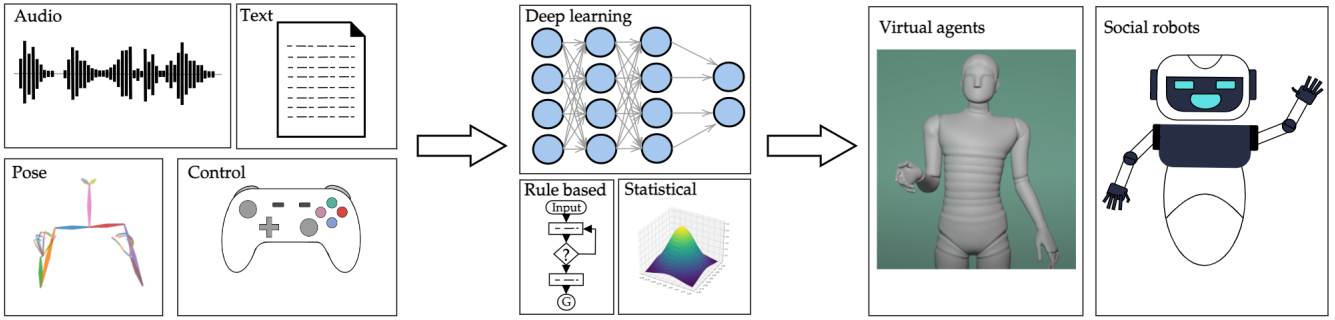 Audio
Text
Pose
Control
Deep learning
Rule based
Input
?
G
Statistical
Virtual agents
Social robots